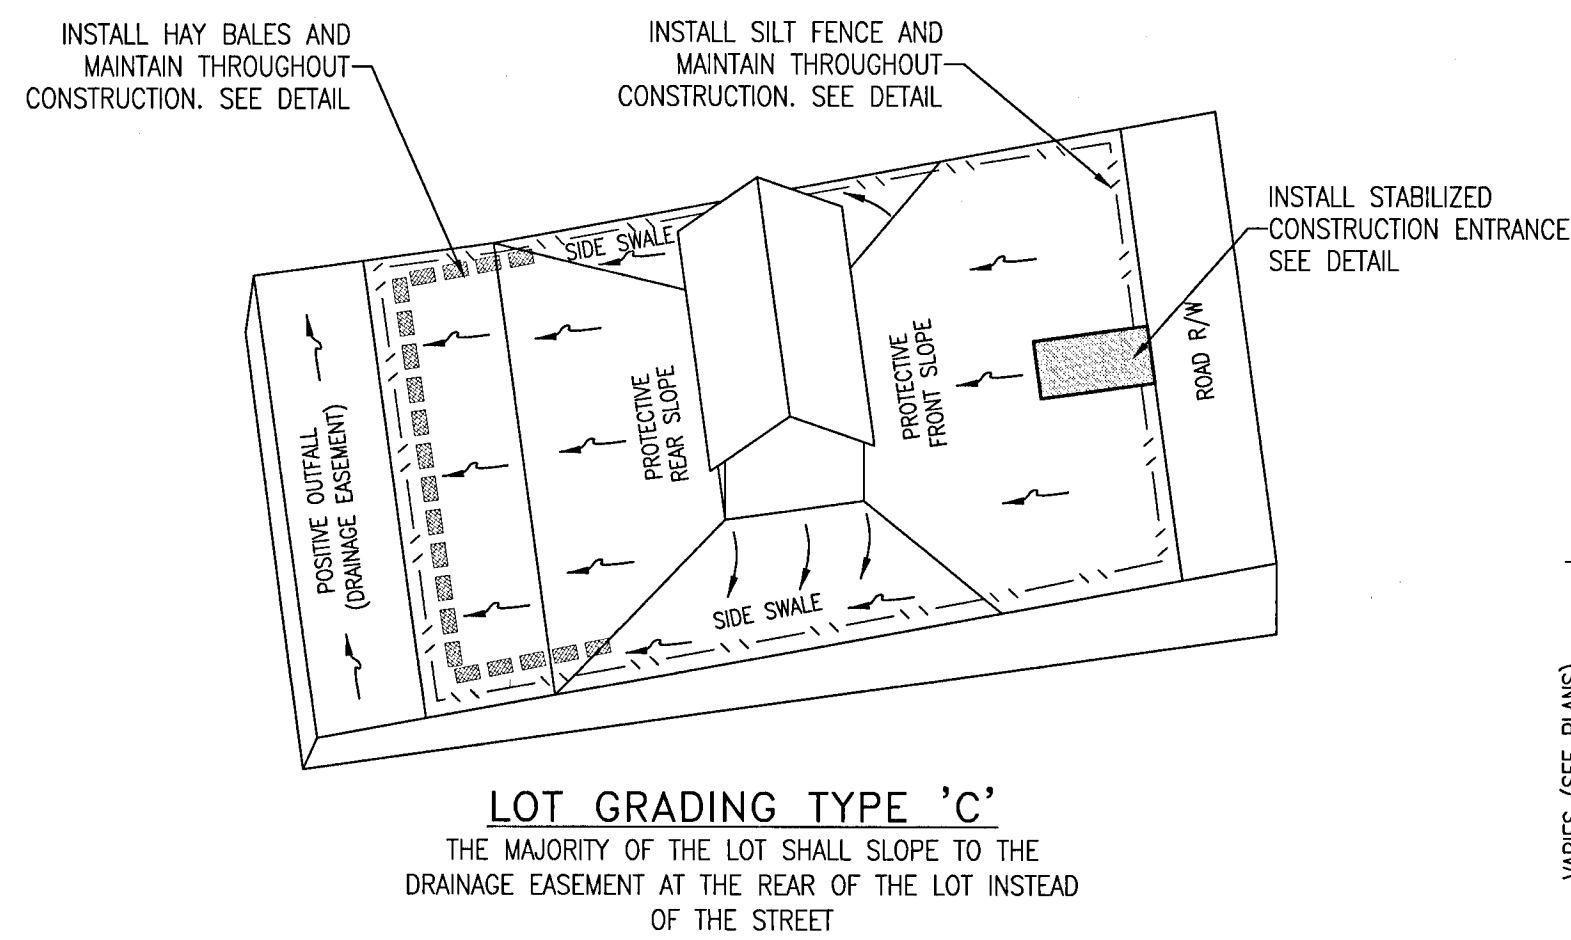 INSTALL HAY BALES AND
MAINTAIN THROUGHOUT
CONSTRUCTION. SEE DETAIL
INSTALL SILT FENCE AND
MAINTAIN THROUGHOUT
CONSTRUCTION. SEE DETAIL
INSTALL STABILIZED
CONSTRUCTION ENTRANCE
SEE DETAIL
SIDE SWALE
ROAD R/W
PROTECTIVE
FRONT SLOPE
PROTECTIVE
REAR SLOPE
POSITIVE OUTFALL
(DRAINAGE EASEMENT)
SIDE SWALE
VARIES (SEE PLANS)
LOT GRADING TYPE 'C'
THE MAJORITY OF THE LOT SHALL SLOPE TO THE
DRAINAGE EASEMENT AT THE REAR OF THE LOT INSTEAD
OF THE STREET